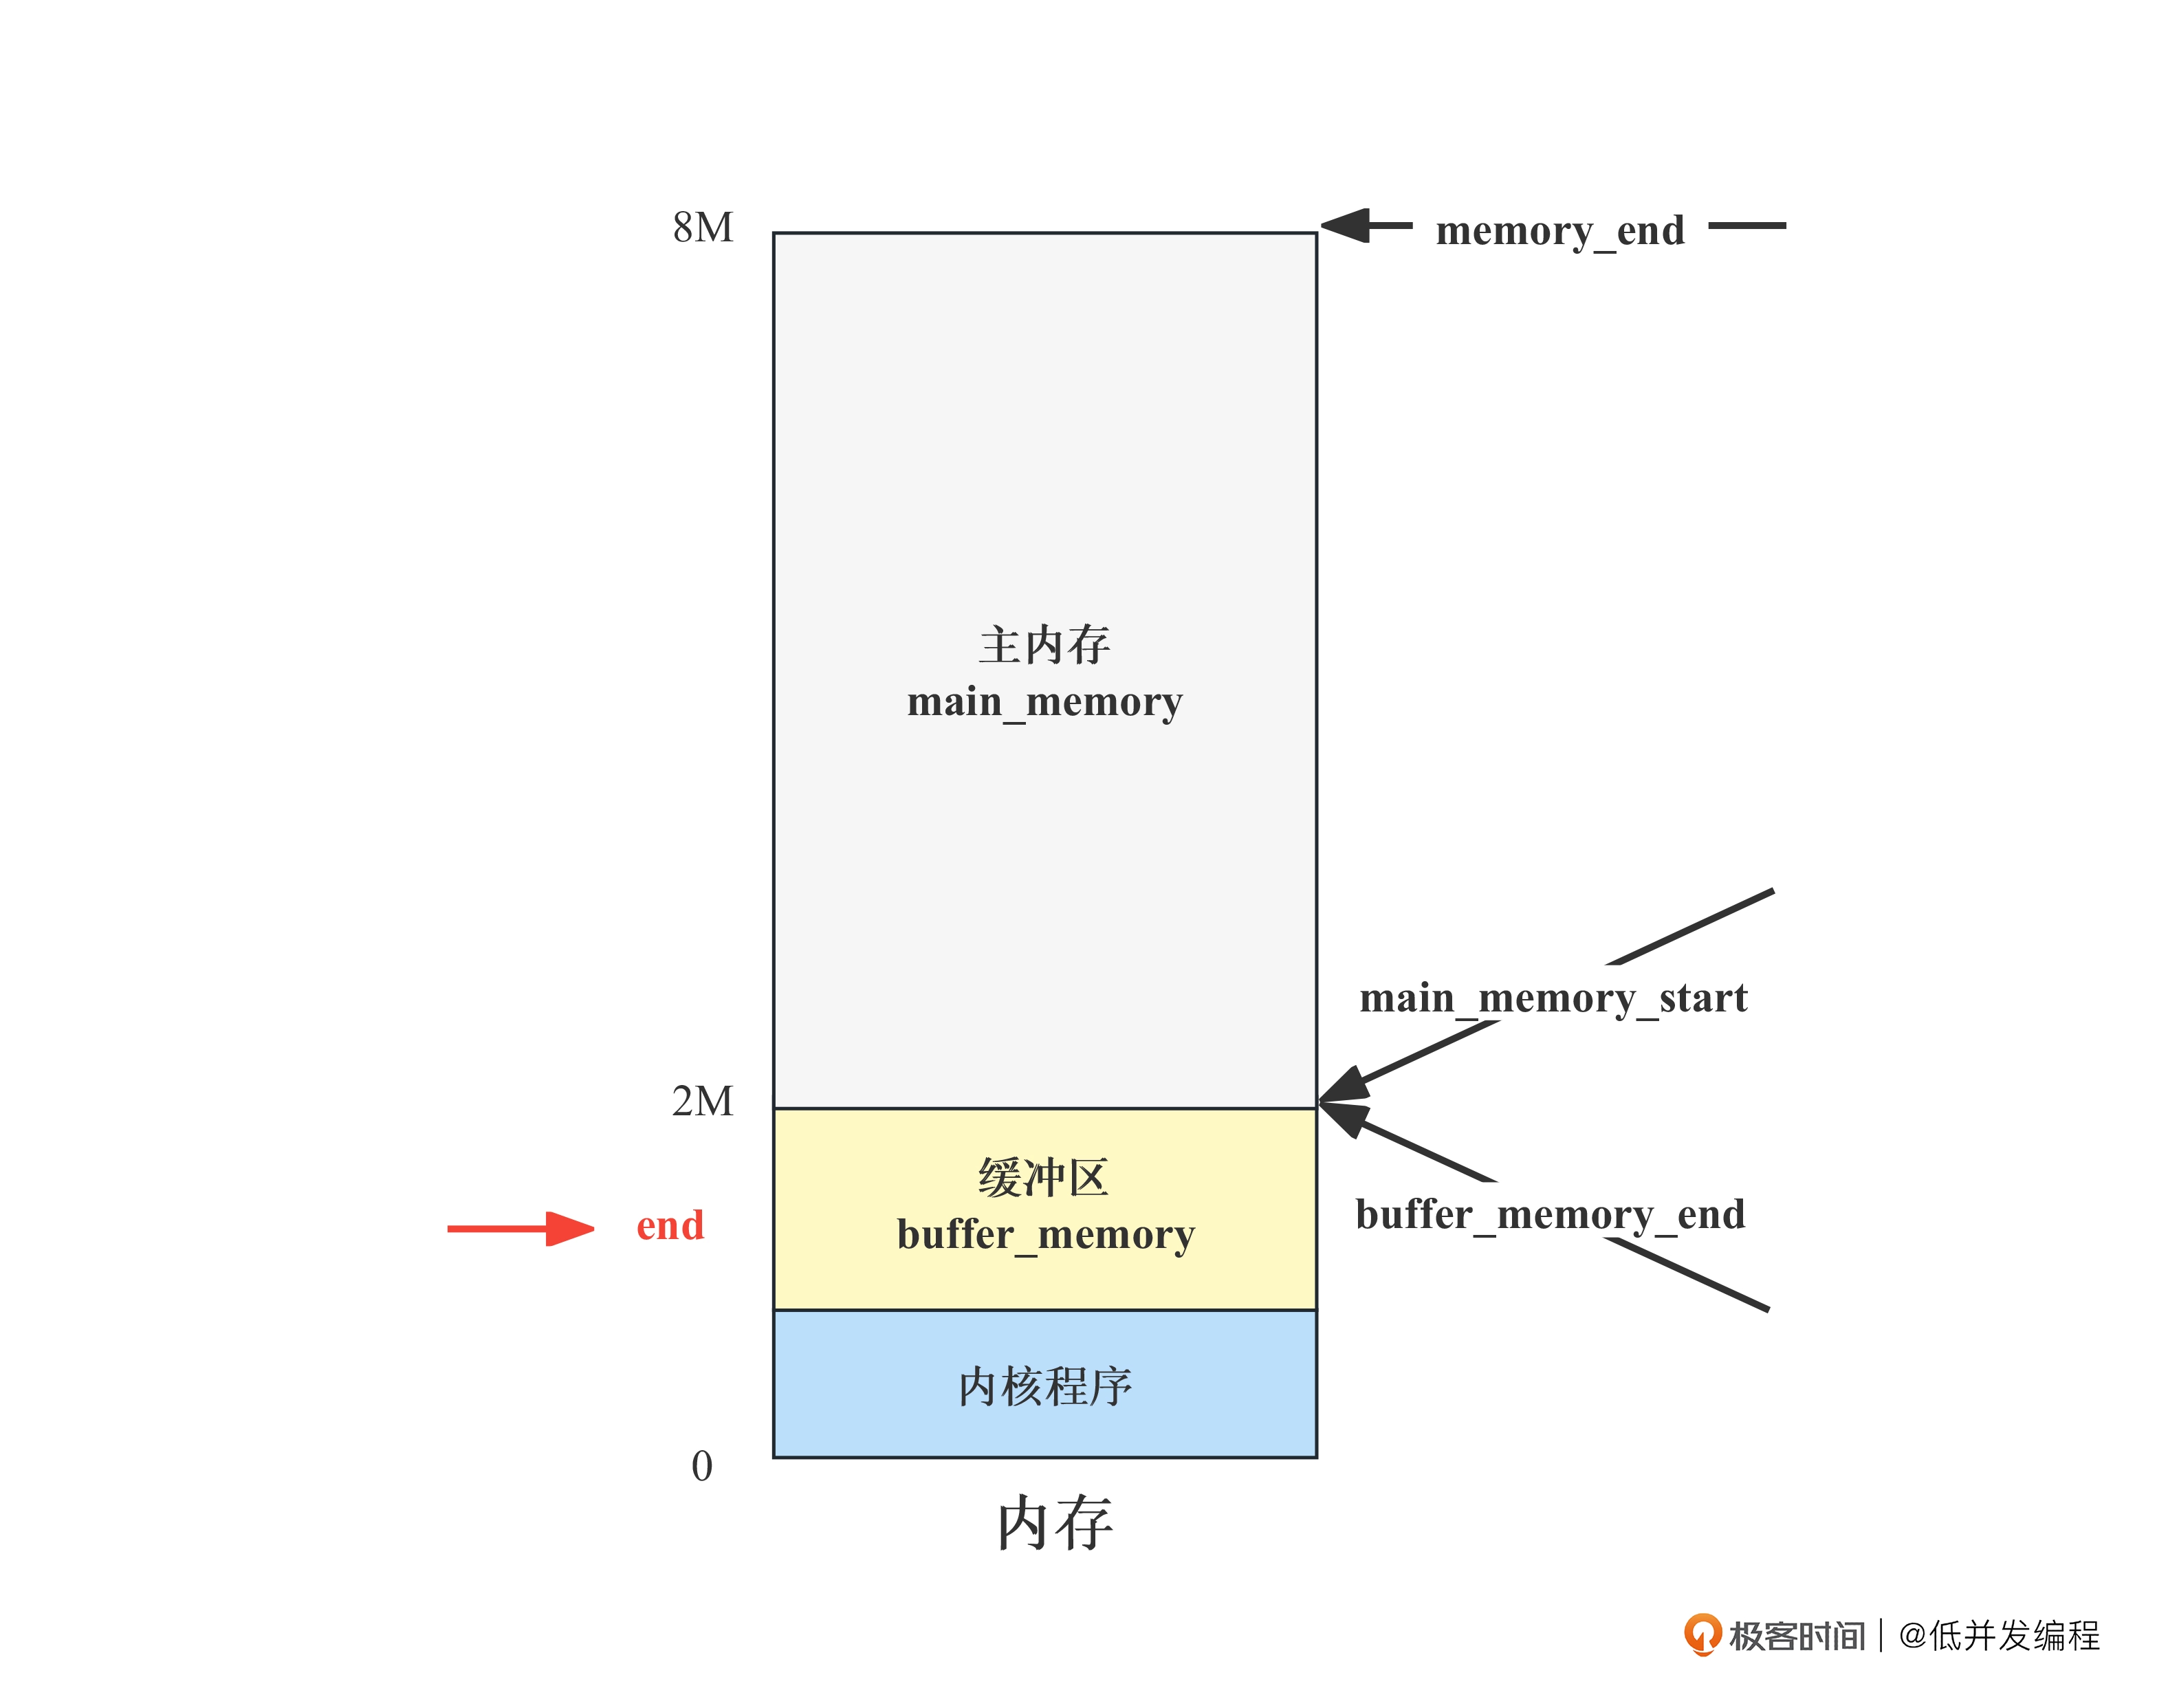 8M
memory_end
主内存
main_memory
main_memory_start
2M
缓冲区
buffer_memory
buffer_memory_end
end
内核程序
0
内存
极客时间 | @低并发编程